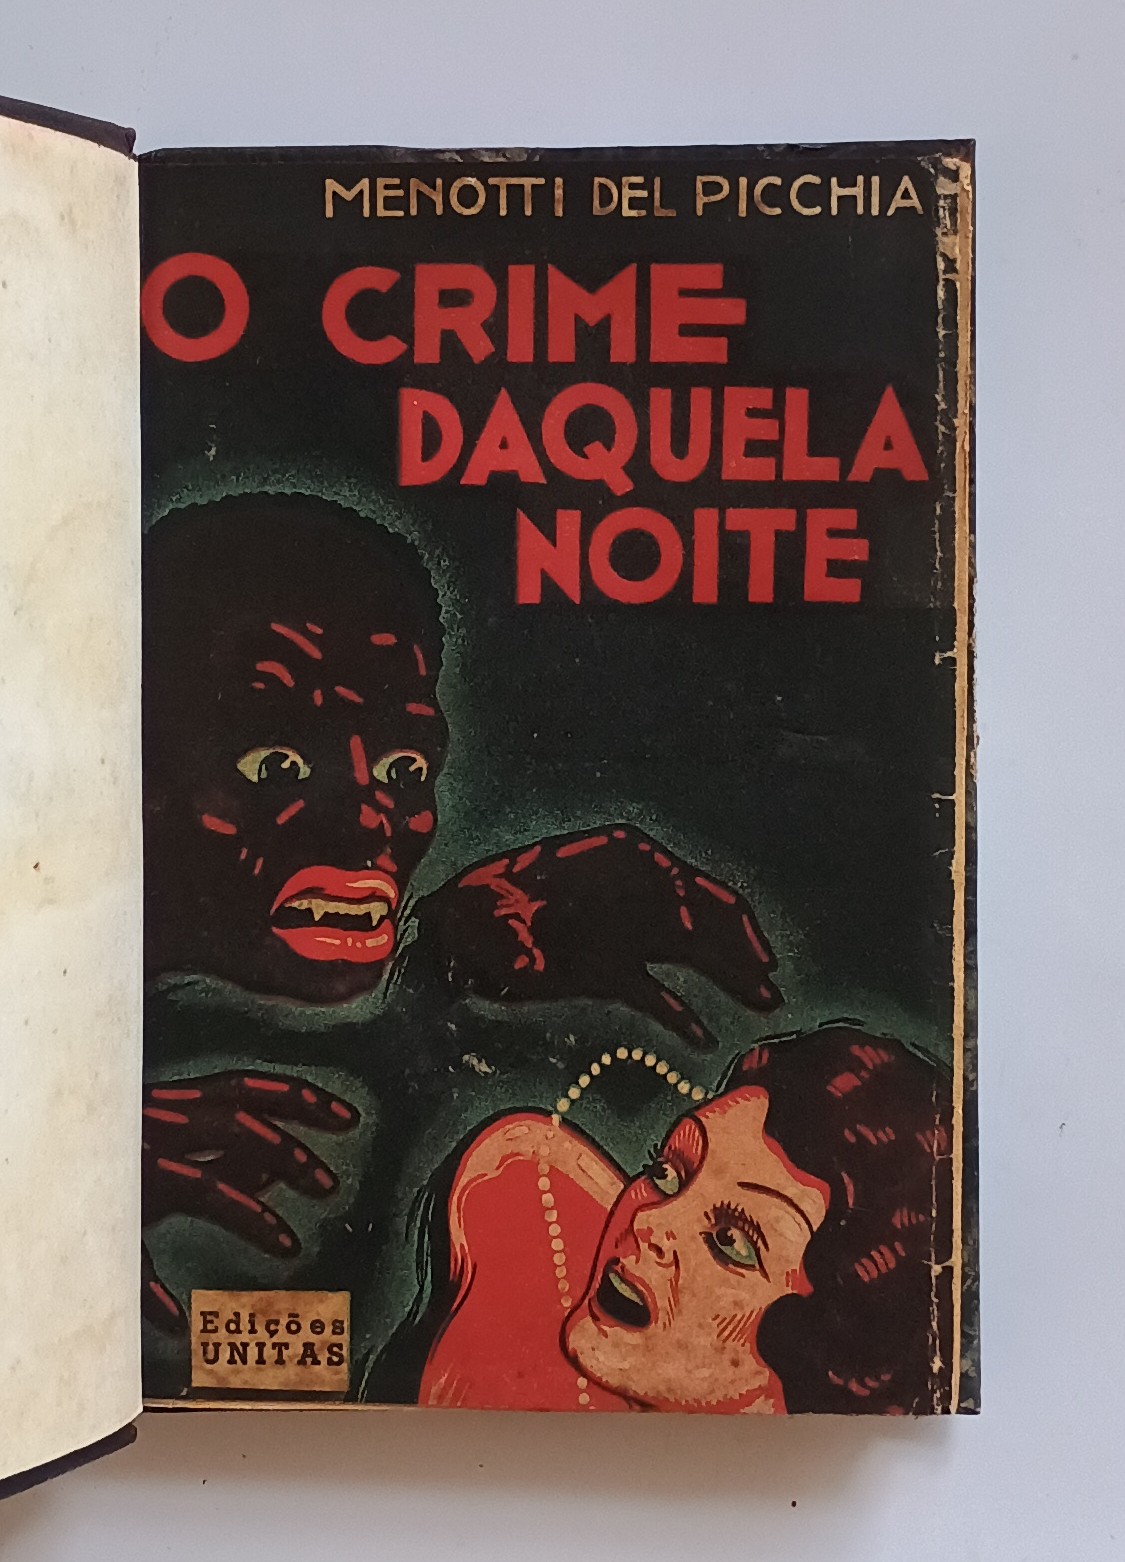 MENOTTI DEL PICCHIA
O CRIME
DAQUELA
NOITE
Edições
UNITAS